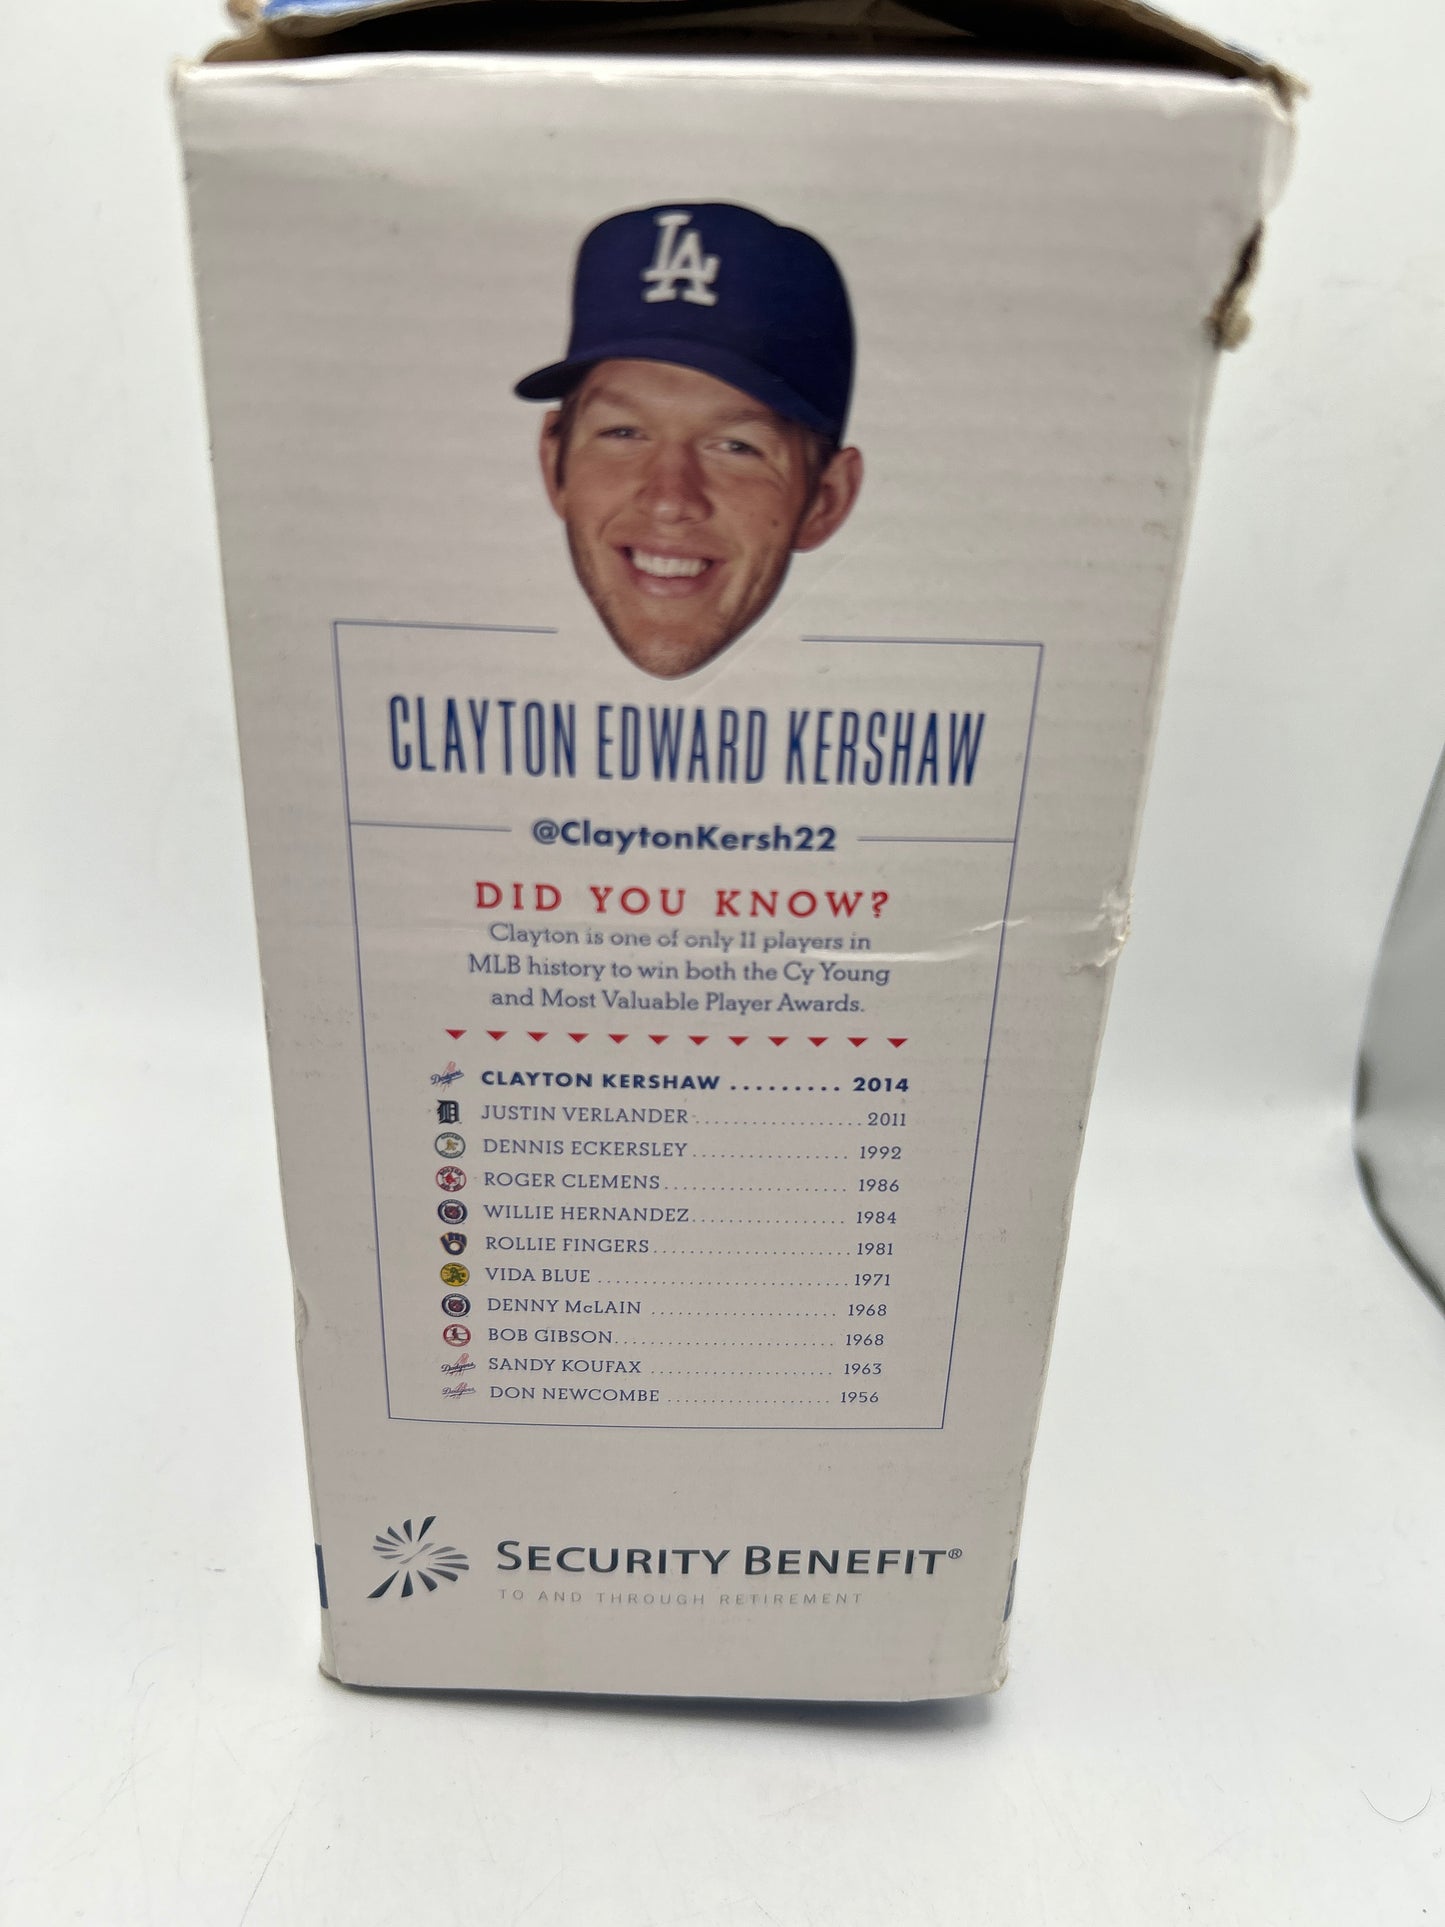 LA
CLAYTON EDWARD KERSHAW
@ClaytonKersh22
DID YOU KNOW?
Clayton is one of only 11 players in
MLB history to win both the Cy Young
and Most Valuable Player Awards.
Dodgers CLAYTON KERSHAW ......... 2014
D JUSTIN VERLANDER .................. 2011
DENNIS ECKERSLEY ................. 1992
ROGER CLEMENS .................... 1986
WILLIE HERNANDEZ ................. 1984
ROLLIE FINGERS ...................... 1981
VIDA BLUE ............................ 1971
DENNY McLAIN .................... 1968
BOB GIBSON ........................ 1968
Dodgers SANDY KOUFAX .................... 1963
Dodgers DON NEWCOMBE .................. 1956
SECURITY BENEFIT®
TO AND THROUGH RETIREMENT